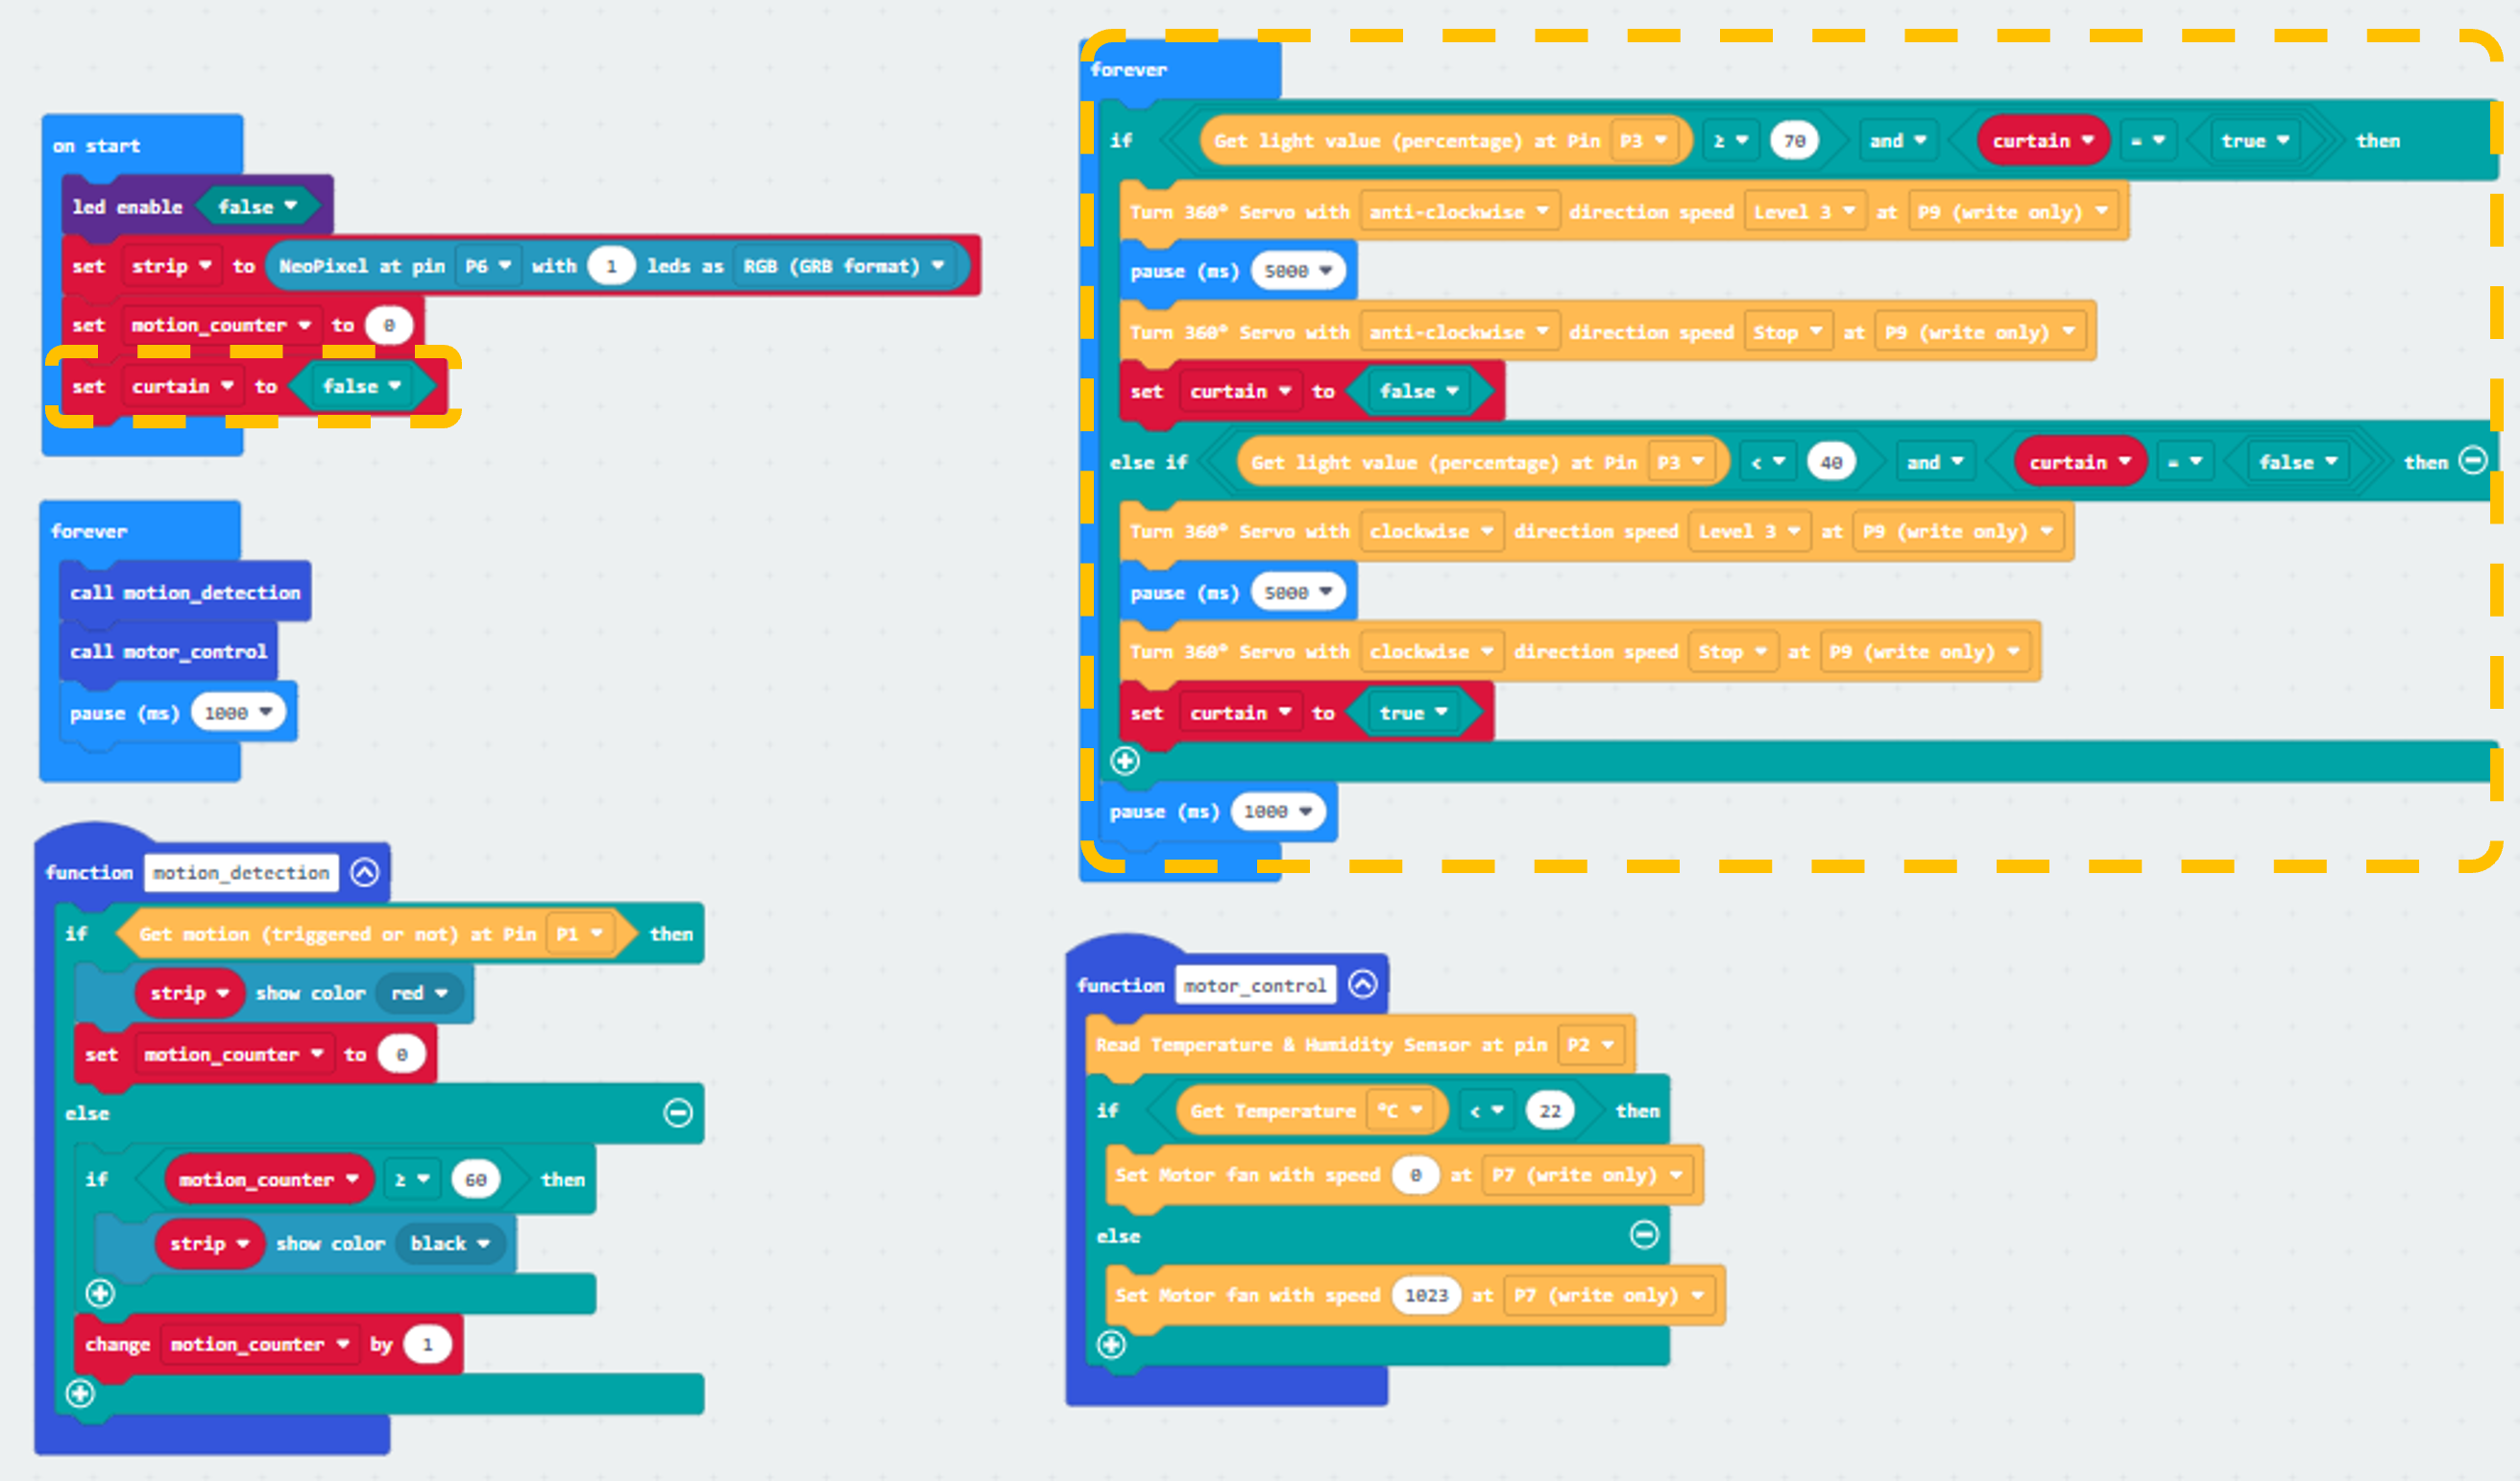 on start
led enable false
set strip to NeoPixel at pin P6 with 1 leds as RGB (GRB format)
set motion_counter to 0
set curtain to false
forever
call motion_detection
call motor_control
pause (ms) 1000
function motion_detection
if Get motion (triggered or not) at Pin P1 then
strip show color red
set motion_counter to 0
else
if motion_counter ≥ 60 then
strip show color black
change motion_counter by 1
forever
if Get light value (percentage) at Pin P3 ≥ 70 and curtain = true then
Turn 360° Servo with anti-clockwise direction speed Level 3 at P9 (write only)
pause (ms) 5000
Turn 360° Servo with anti-clockwise direction speed Stop at P9 (write only)
set curtain to false
else if Get light value (percentage) at Pin P3 < 40 and curtain = false then
Turn 360° Servo with clockwise direction speed Level 3 at P9 (write only)
pause (ms) 5000
Turn 360° Servo with clockwise direction speed Stop at P9 (write only)
set curtain to true
pause (ms) 1000
function motor_control
Read Temperature & Humidity Sensor at pin P2
if Get Temperature °C < 22 then
Set Motor fan with speed 0 at P7 (write only)
else
Set Motor fan with speed 1023 at P7 (write only)